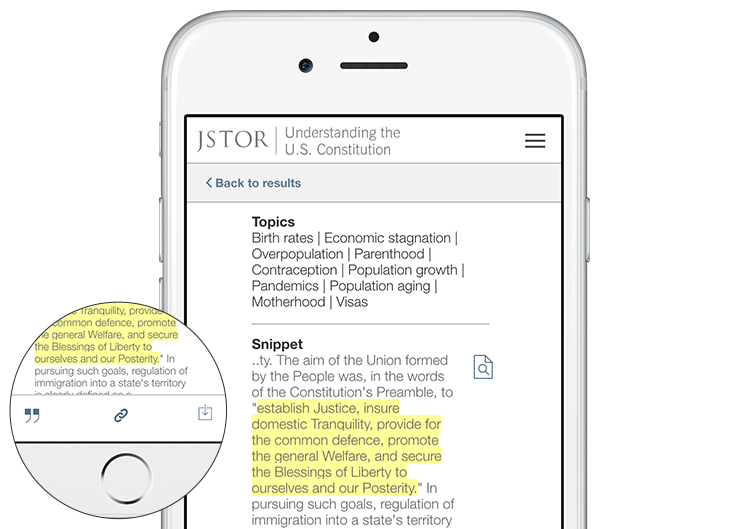 JSTOR
Understanding the
U.S. Constitution
Back to results
Topics
Birth rates | Economic stagnation |
Overpopulation | Parenthood |
Contraception | Population growth |
Pandemics | Population aging |
Motherhood | Visas
Snippet
..ty. The aim of the Union formed
by the People was, in the words
of the Constitution's Preamble, to
"establish Justice, insure
domestic Tranquility, provide for
the common defence, promote
the general Welfare, and secure
the Blessings of Liberty to
ourselves and our Posterity." In
pursuing such goals, regulation of
immigration into a state's territory
Tranquility, provide
common defence, promote
the general Welfare, and secure
the Blessings of Liberty to
ourselves and our Posterity." In
pursuing such goals, regulation of
immigration into a state's territory
is clearly defined as a